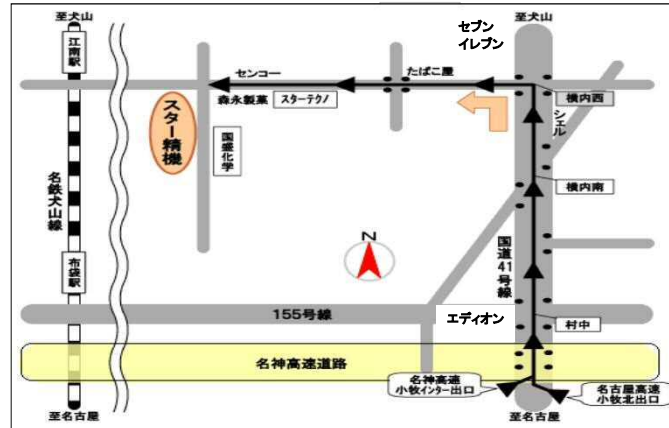 至犬山
セブン
イレブン
至犬山
江南駅
センコー
たばこ屋
森永製菓
スターテクノ
横内西
シェル
スター精機
国盛化学
名鉄犬山線
横内南
N
布袋駅
国道41号線
155号線
エディオン
村中
名神高速道路
名神高速
小牧インター出口
名古屋高速
小牧北出口
至名古屋
至名古屋